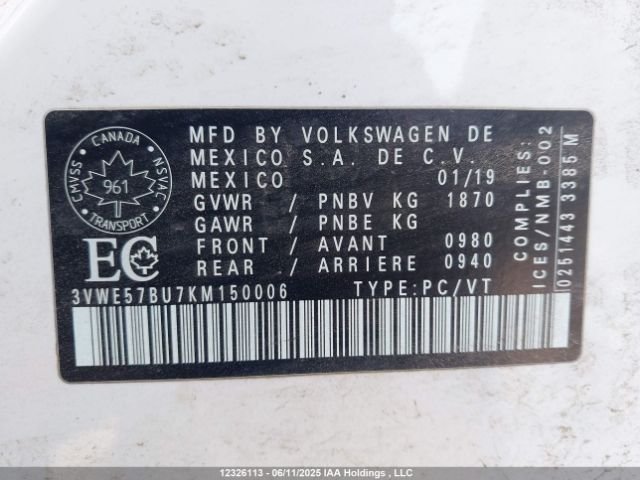 CANADA
CMVSS
NSVAC
961
TRANSPORT
EC
MFD BY VOLKSWAGEN DE
MEXICO S.A. DE C.V.
MEXICO 01/19
GVWR / PNBV KG 1870
GAWR / PNBE KG
FRONT / AVANT 0980
REAR / ARRIERE 0940
3VWE57BU7KM150006 TYPE:PC/VT
COMPLIES:
ICES/NMB-002
0251443 3385 M
12326113 - 06/11/2025 IAA Holdings , LLC